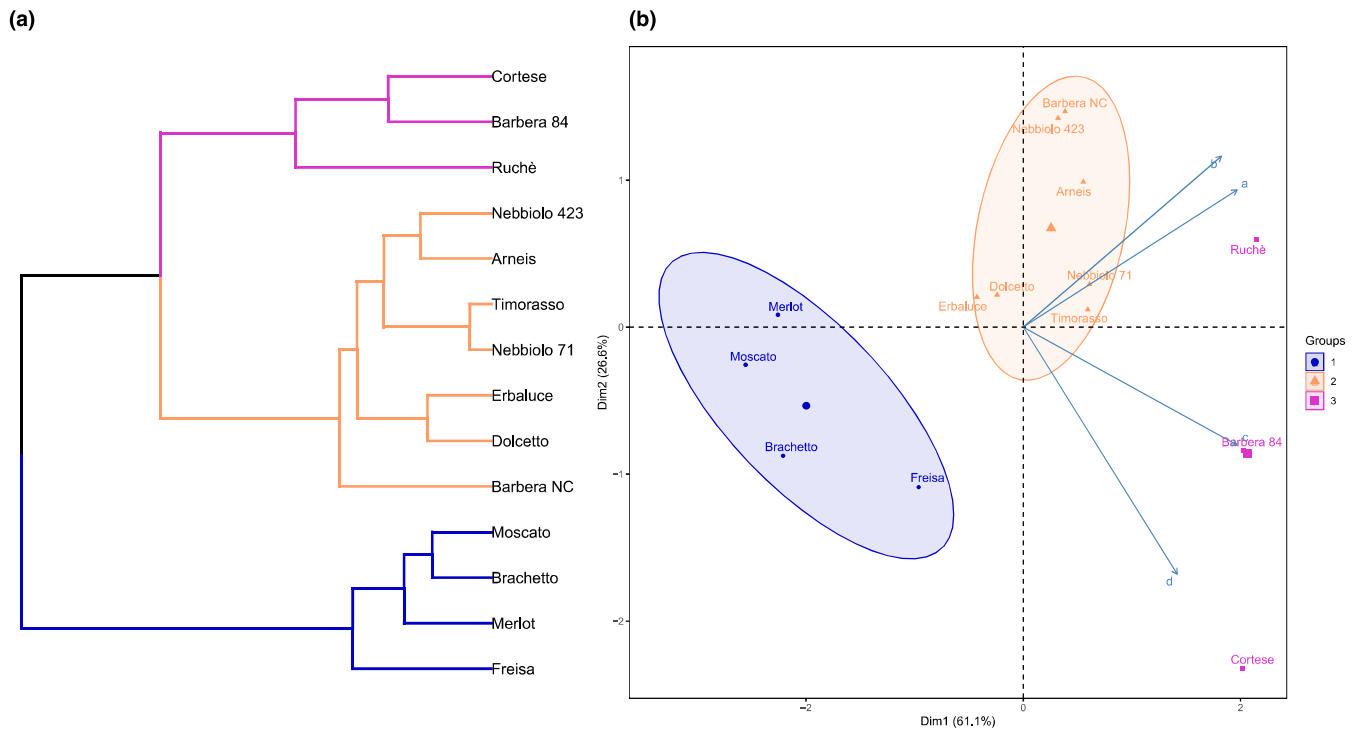 (a)
Cortese
Barbera 84
Ruchè
Nebbiolo 423
Arneis
Timorasso
Nebbiolo 71
Erbaluce
Dolcetto
Barbera NC
Moscato
Brachetto
Merlot
Freisa
(b)
Barbera NC
Nebbiolo 423
b
a
Arneis
Ruchè
Nebbiolo 71
Dolcetto
Erbaluce
Merlot
Timorasso
Moscato
c
Barbera 84
Brachetto
Freisa
d
Cortese
1
0
−1
−2
Dim2 (26.6%)
−2
0
2
Dim1 (61.1%)
Groups
1
2
3